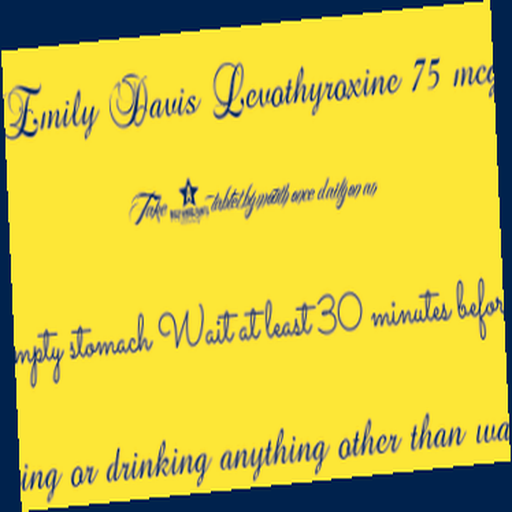 Emily Davis Levothyroxine 75 mcg
Take tablet by mouth once daily on an
mpty stomach Wait at least 30 minutes befor
ing or drinking anything other than wa